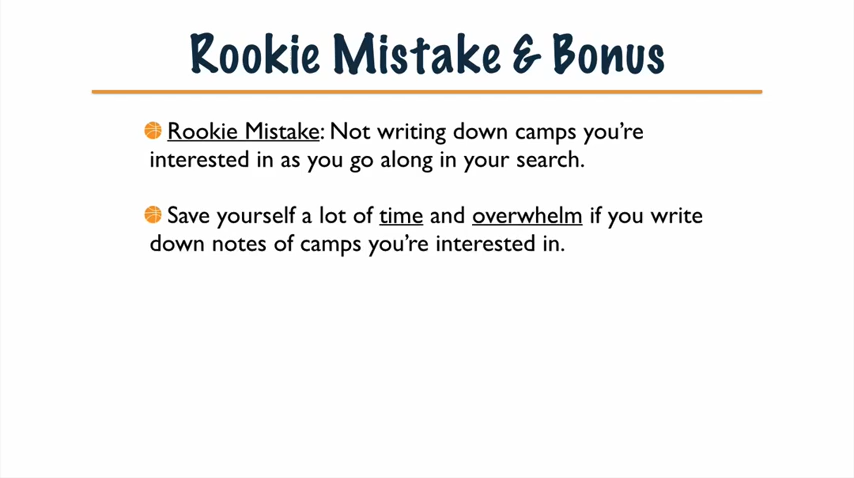 Rookie Mistake & Bonus
Rookie Mistake: Not writing down camps you're
interested in as you go along in your search.
Save yourself a lot of time and overwhelm if you write
down notes of camps you're interested in.